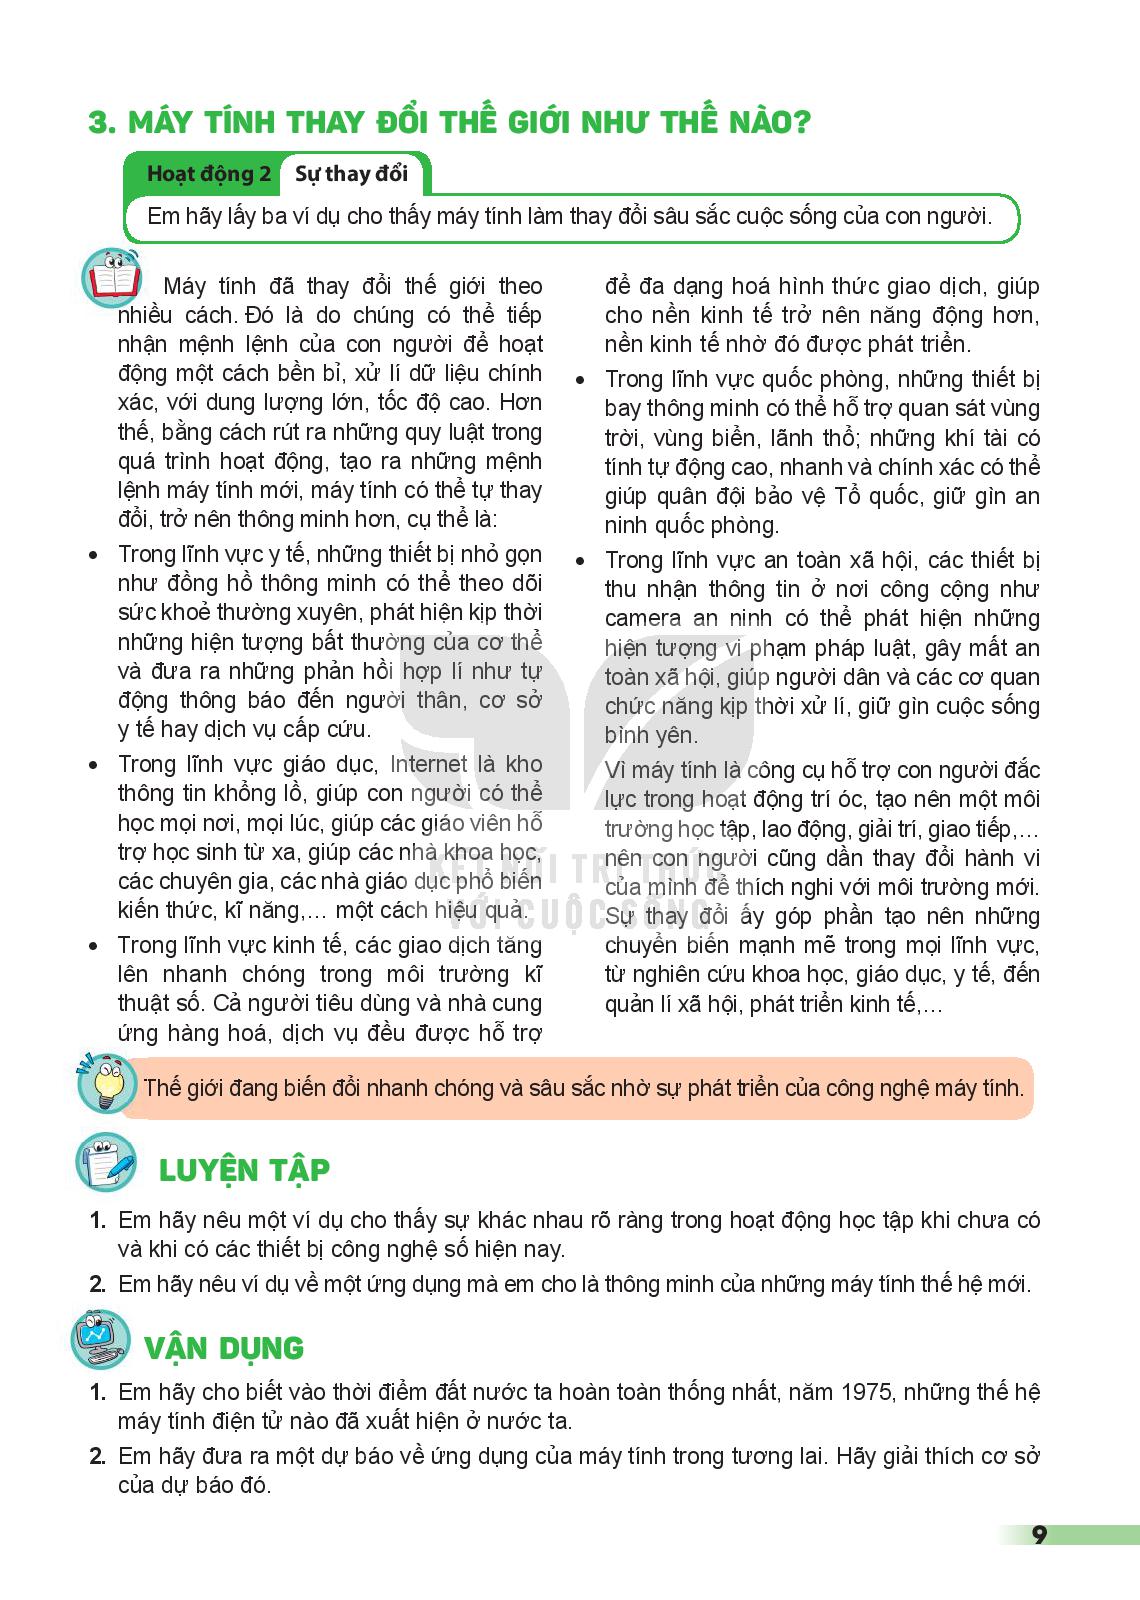 3. MÁY TÍNH THAY ĐỔI THẾ GIỚI NHƯ THẾ NÀO?
Hoạt động 2 Sự thay đổi
Em hãy lấy ba ví dụ cho thấy máy tính làm thay đổi sâu sắc cuộc sống của con người.
Máy tính đã thay đổi thế giới theo
nhiều cách. Đó là do chúng có thể tiếp
nhận mệnh lệnh của con người để hoạt
động một cách bền bỉ, xử lí dữ liệu chính
xác, với dung lượng lớn, tốc độ cao. Hơn
thế, bằng cách rút ra những quy luật trong
quá trình hoạt động, tạo ra những mệnh
lệnh máy tính mới, máy tính có thể tự thay
đổi, trở nên thông minh hơn, cụ thể là:
• Trong lĩnh vực y tế, những thiết bị nhỏ gọn
như đồng hồ thông minh có thể theo dõi
sức khoẻ thường xuyên, phát hiện kịp thời
những hiện tượng bất thường của cơ thể
và đưa ra những phản hồi hợp lí như tự
động thông báo đến người thân, cơ sở
y tế hay dịch vụ cấp cứu.
• Trong lĩnh vực giáo dục, Internet là kho
thông tin khổng lồ, giúp con người có thể
học mọi nơi, mọi lúc, giúp các giáo viên hỗ
trợ học sinh từ xa, giúp các nhà khoa học,
các chuyên gia, các nhà giáo dục phổ biến
kiến thức, kĩ năng,... một cách hiệu quả.
• Trong lĩnh vực kinh tế, các giao dịch tăng
lên nhanh chóng trong môi trường kĩ
thuật số. Cả người tiêu dùng và nhà cung
ứng hàng hoá, dịch vụ đều được hỗ trợ
để đa dạng hoá hình thức giao dịch, giúp
cho nền kinh tế trở nên năng động hơn,
nền kinh tế nhờ đó được phát triển.
• Trong lĩnh vực quốc phòng, những thiết bị
bay thông minh có thể hỗ trợ quan sát vùng
trời, vùng biển, lãnh thổ; những khí tài có
tính tự động cao, nhanh và chính xác có thể
giúp quân đội bảo vệ Tổ quốc, giữ gìn an
ninh quốc phòng.
• Trong lĩnh vực an toàn xã hội, các thiết bị
thu nhận thông tin ở nơi công cộng như
camera an ninh có thể phát hiện những
hiện tượng vi phạm pháp luật, gây mất an
toàn xã hội, giúp người dân và các cơ quan
chức năng kịp thời xử lí, giữ gìn cuộc sống
bình yên.
Vì máy tính là công cụ hỗ trợ con người đắc
lực trong hoạt động trí óc, tạo nên một môi
trường học tập, lao động, giải trí, giao tiếp,...
nên con người cũng dần thay đổi hành vi
của mình để thích nghi với môi trường mới.
Sự thay đổi ấy góp phần tạo nên những
chuyển biến mạnh mẽ trong mọi lĩnh vực,
từ nghiên cứu khoa học, giáo dục, y tế, đến
quản lí xã hội, phát triển kinh tế,...
KẾT NỐI TRI THỨC
VỚI CUỘC SỐNG
Thế giới đang biến đổi nhanh chóng và sâu sắc nhờ sự phát triển của công nghệ máy tính.
LUYỆN TẬP
1. Em hãy nêu một ví dụ cho thấy sự khác nhau rõ ràng trong hoạt động học tập khi chưa có
và khi có các thiết bị công nghệ số hiện nay.
2. Em hãy nêu ví dụ về một ứng dụng mà em cho là thông minh của những máy tính thế hệ mới.
VẬN DỤNG
1. Em hãy cho biết vào thời điểm đất nước ta hoàn toàn thống nhất, năm 1975, những thế hệ
máy tính điện tử nào đã xuất hiện ở nước ta.
2. Em hãy đưa ra một dự báo về ứng dụng của máy tính trong tương lai. Hãy giải thích cơ sở
của dự báo đó.
9